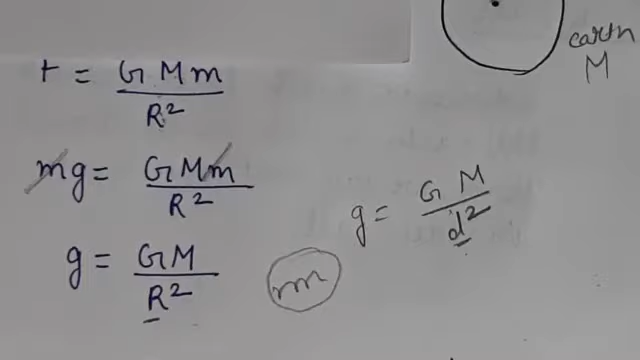 F = GMm / R²
mg = GMm / R²
g = GM / R²
m
g = GM / d²
earth
M